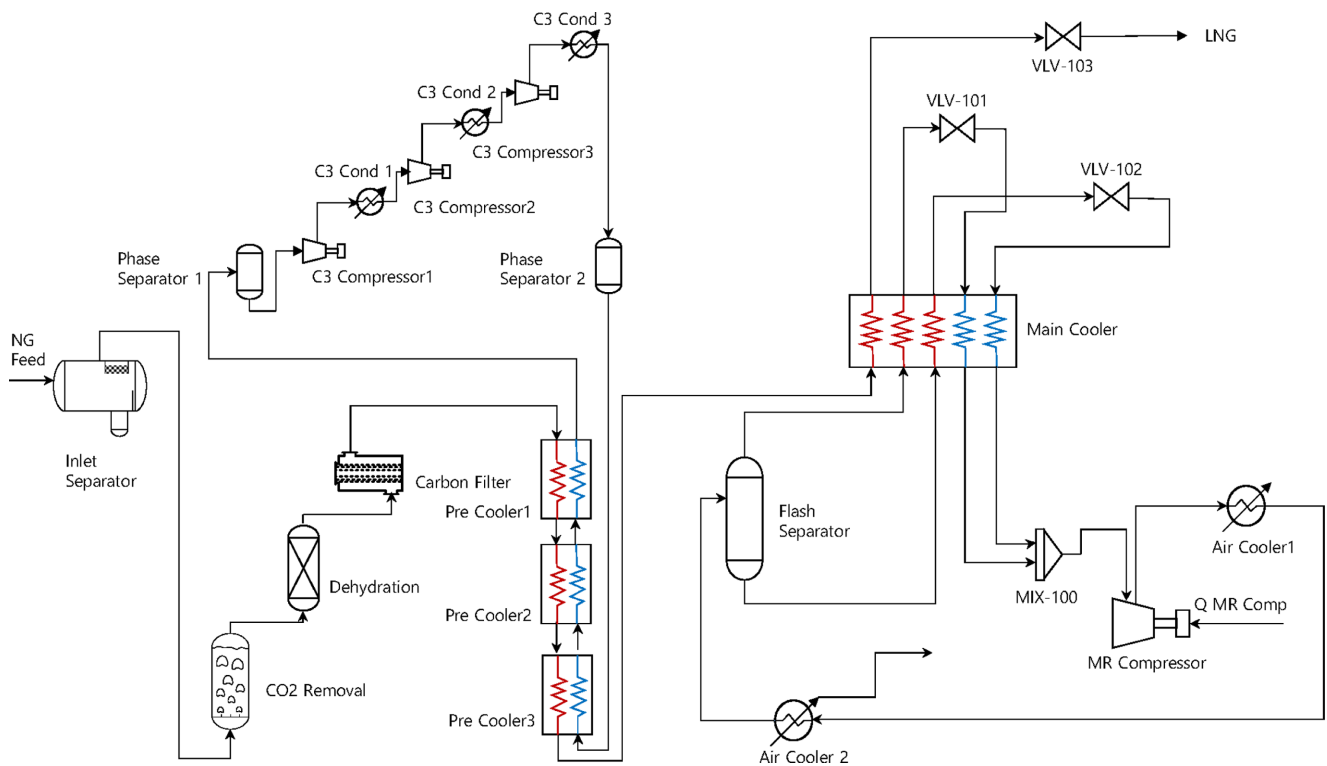 C3 Cond 3
LNG
VLV-103
C3 Cond 2
VLV-101
C3 Compressor3
C3 Cond 1
VLV-102
C3 Compressor2
Phase
Separator 1
C3 Compressor1
Phase
Separator 2
Main Cooler
NG
Feed
Inlet
Separator
Carbon Filter
Pre Cooler1
Flash
Separator
Air Cooler1
Dehydration
Pre Cooler2
MIX-100
Q MR Comp
MR Compressor
CO2 Removal
Pre Cooler3
Air Cooler 2